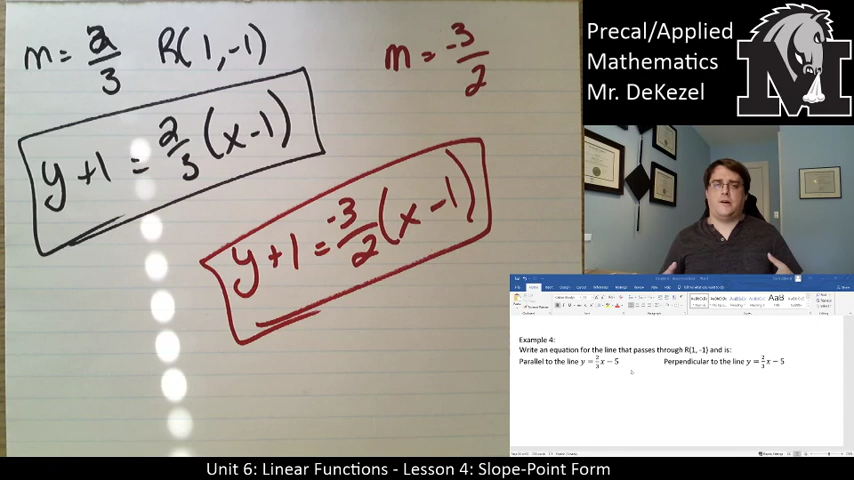 m = 2/3 R(1, -1)
y + 1 = 2/3 (x - 1)
m = -3/2
y + 1 = -3/2 (x - 1)
Precal/Applied
Mathematics
Mr. DeKezel
M
Example 4:
Write an equation for the line that passes through R(1, -1) and is:
Parallel to the line y = 2/3 x − 5
Perpendicular to the line y = 2/3 x − 5
Unit 6: Linear Functions - Lesson 4: Slope-Point Form